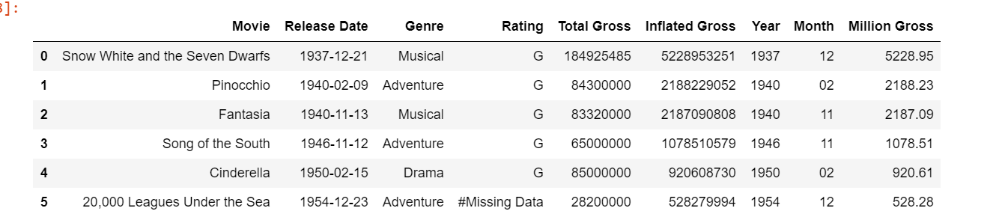 3]:
Movie Release Date Genre Rating Total Gross Inflated Gross Year Month Million Gross
0 Snow White and the Seven Dwarfs 1937-12-21 Musical G 184925485 5228953251 1937 12 5228.95
1 Pinocchio 1940-02-09 Adventure G 84300000 2188229052 1940 02 2188.23
2 Fantasia 1940-11-13 Musical G 83320000 2187090808 1940 11 2187.09
3 Song of the South 1946-11-12 Adventure G 65000000 1078510579 1946 11 1078.51
4 Cinderella 1950-02-15 Drama G 85000000 920608730 1950 02 920.61
5 20,000 Leagues Under the Sea 1954-12-23 Adventure #Missing Data 28200000 528279994 1954 12 528.28